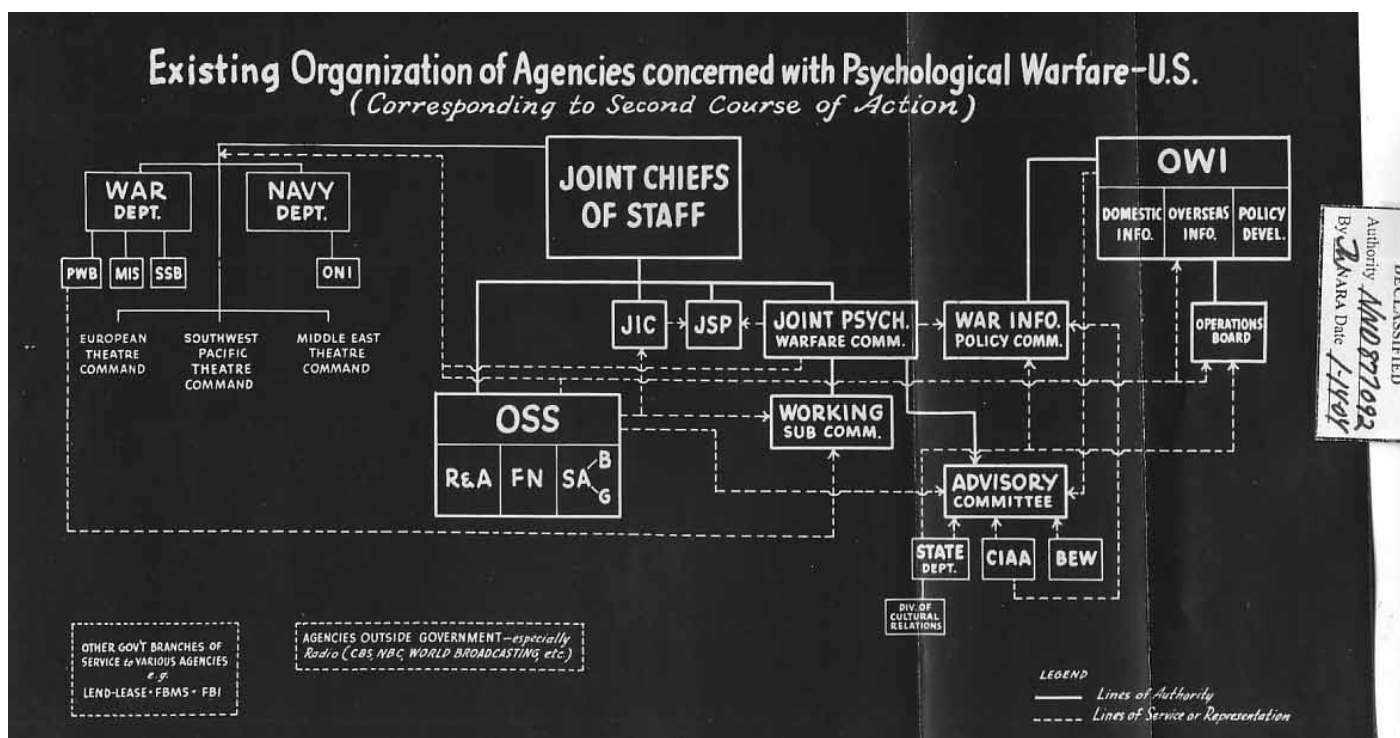 Existing Organization of Agencies concerned with Psychological Warfare-U.S.
(Corresponding to Second Course of Action)
JOINT CHIEFS
OF STAFF
OWI
DOMESTIC
INFO.
OVERSEAS
INFO.
POLICY
DEVEL.
WAR
DEPT.
NAVY
DEPT.
PWB
MIS
SSB
ONI
EUROPEAN
THEATRE
COMMAND
SOUTHWEST
PACIFIC
THEATRE
COMMAND
MIDDLE EAST
THEATRE
COMMAND
JIC
JSP
JOINT PSYCH.
WARFARE COMM.
WAR INFO.
POLICY COMM.
OPERATIONS
BOARD
OSS
R&A
FN
SA
B
G
WORKING
SUB COMM.
ADVISORY
COMMITTEE
STATE
DEPT.
CIAA
BEW
DIV. OF
CULTURAL
RELATIONS
OTHER GOV'T BRANCHES OF
SERVICE to VARIOUS AGENCIES
e.g.
LEND-LEASE • FBMS • FBI
AGENCIES OUTSIDE GOVERNMENT—especially
Radio (CBS, NBC, WORLD BROADCASTING, etc.)
LEGEND
Lines of Authority
Lines of Service or Representation
DECLASSIFIED
Authority NND 877092
By NARA Date